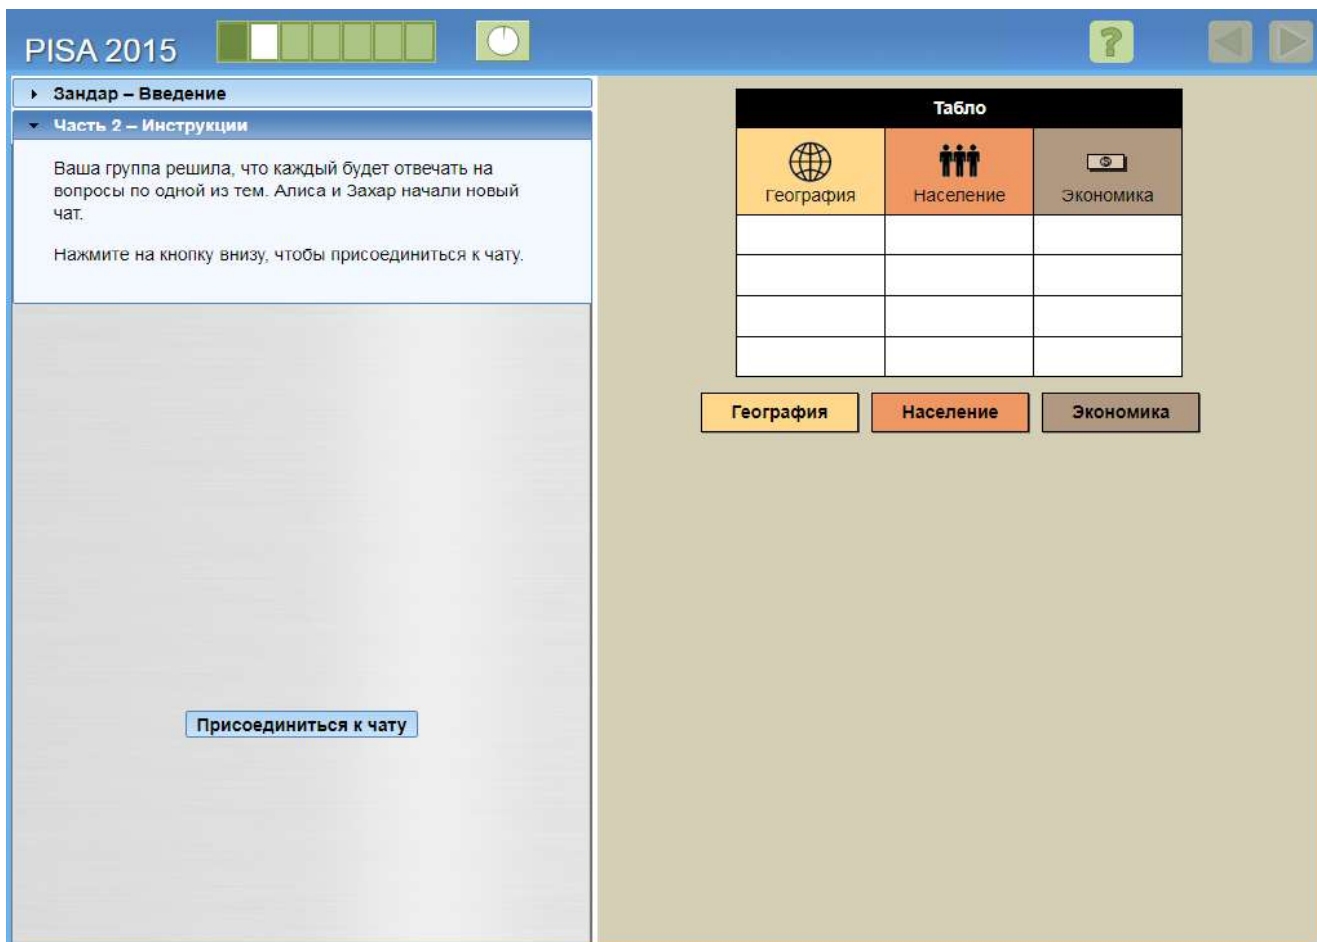 PISA 2015
?
Зандар – Введение
Часть 2 – Инструкции
Ваша группа решила, что каждый будет отвечать на
вопросы по одной из тем. Алиса и Захар начали новый
чат.
Нажмите на кнопку внизу, чтобы присоединиться к чату.
Присоединиться к чату
Табло
География Население Экономика
География Население Экономика